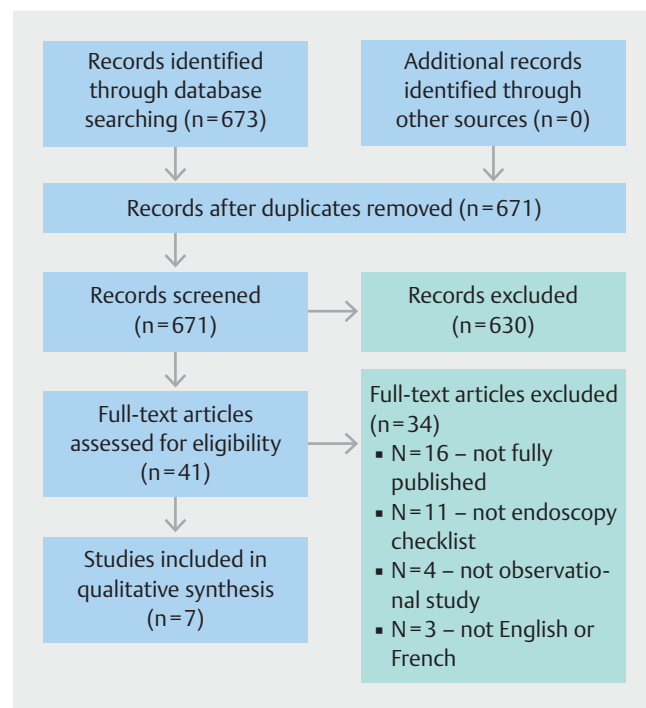 Records identified
through database
searching (n=673)
Additional records
identified through
other sources (n=0)
Records after duplicates removed (n=671)
Records screened
(n=671)
Records excluded
(n=630)
Full-text articles
assessed for eligibility
(n=41)
Full-text articles excluded
(n=34)
▪ N=16 – not fully
published
▪ N=11 – not endoscopy
checklist
▪ N=4 – not observatio-
nal study
▪ N=3 – not English or
French
Studies included in
qualitative synthesis
(n=7)